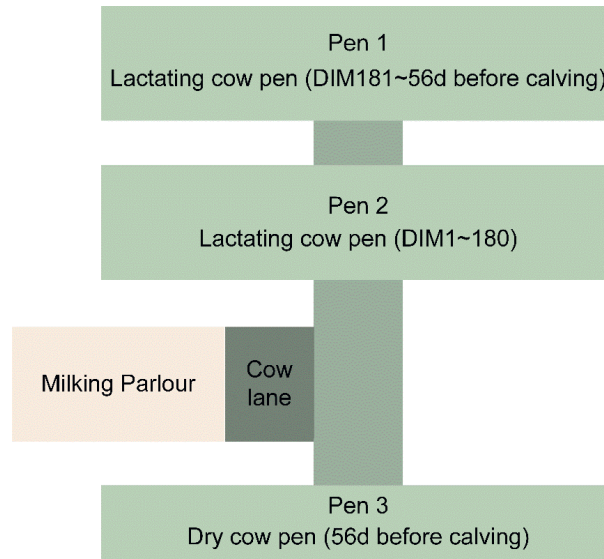 Pen 1
Lactating cow pen (DIM181~56d before calving)
Pen 2
Lactating cow pen (DIM1~180)
Milking Parlour
Cow
lane
Pen 3
Dry cow pen (56d before calving)